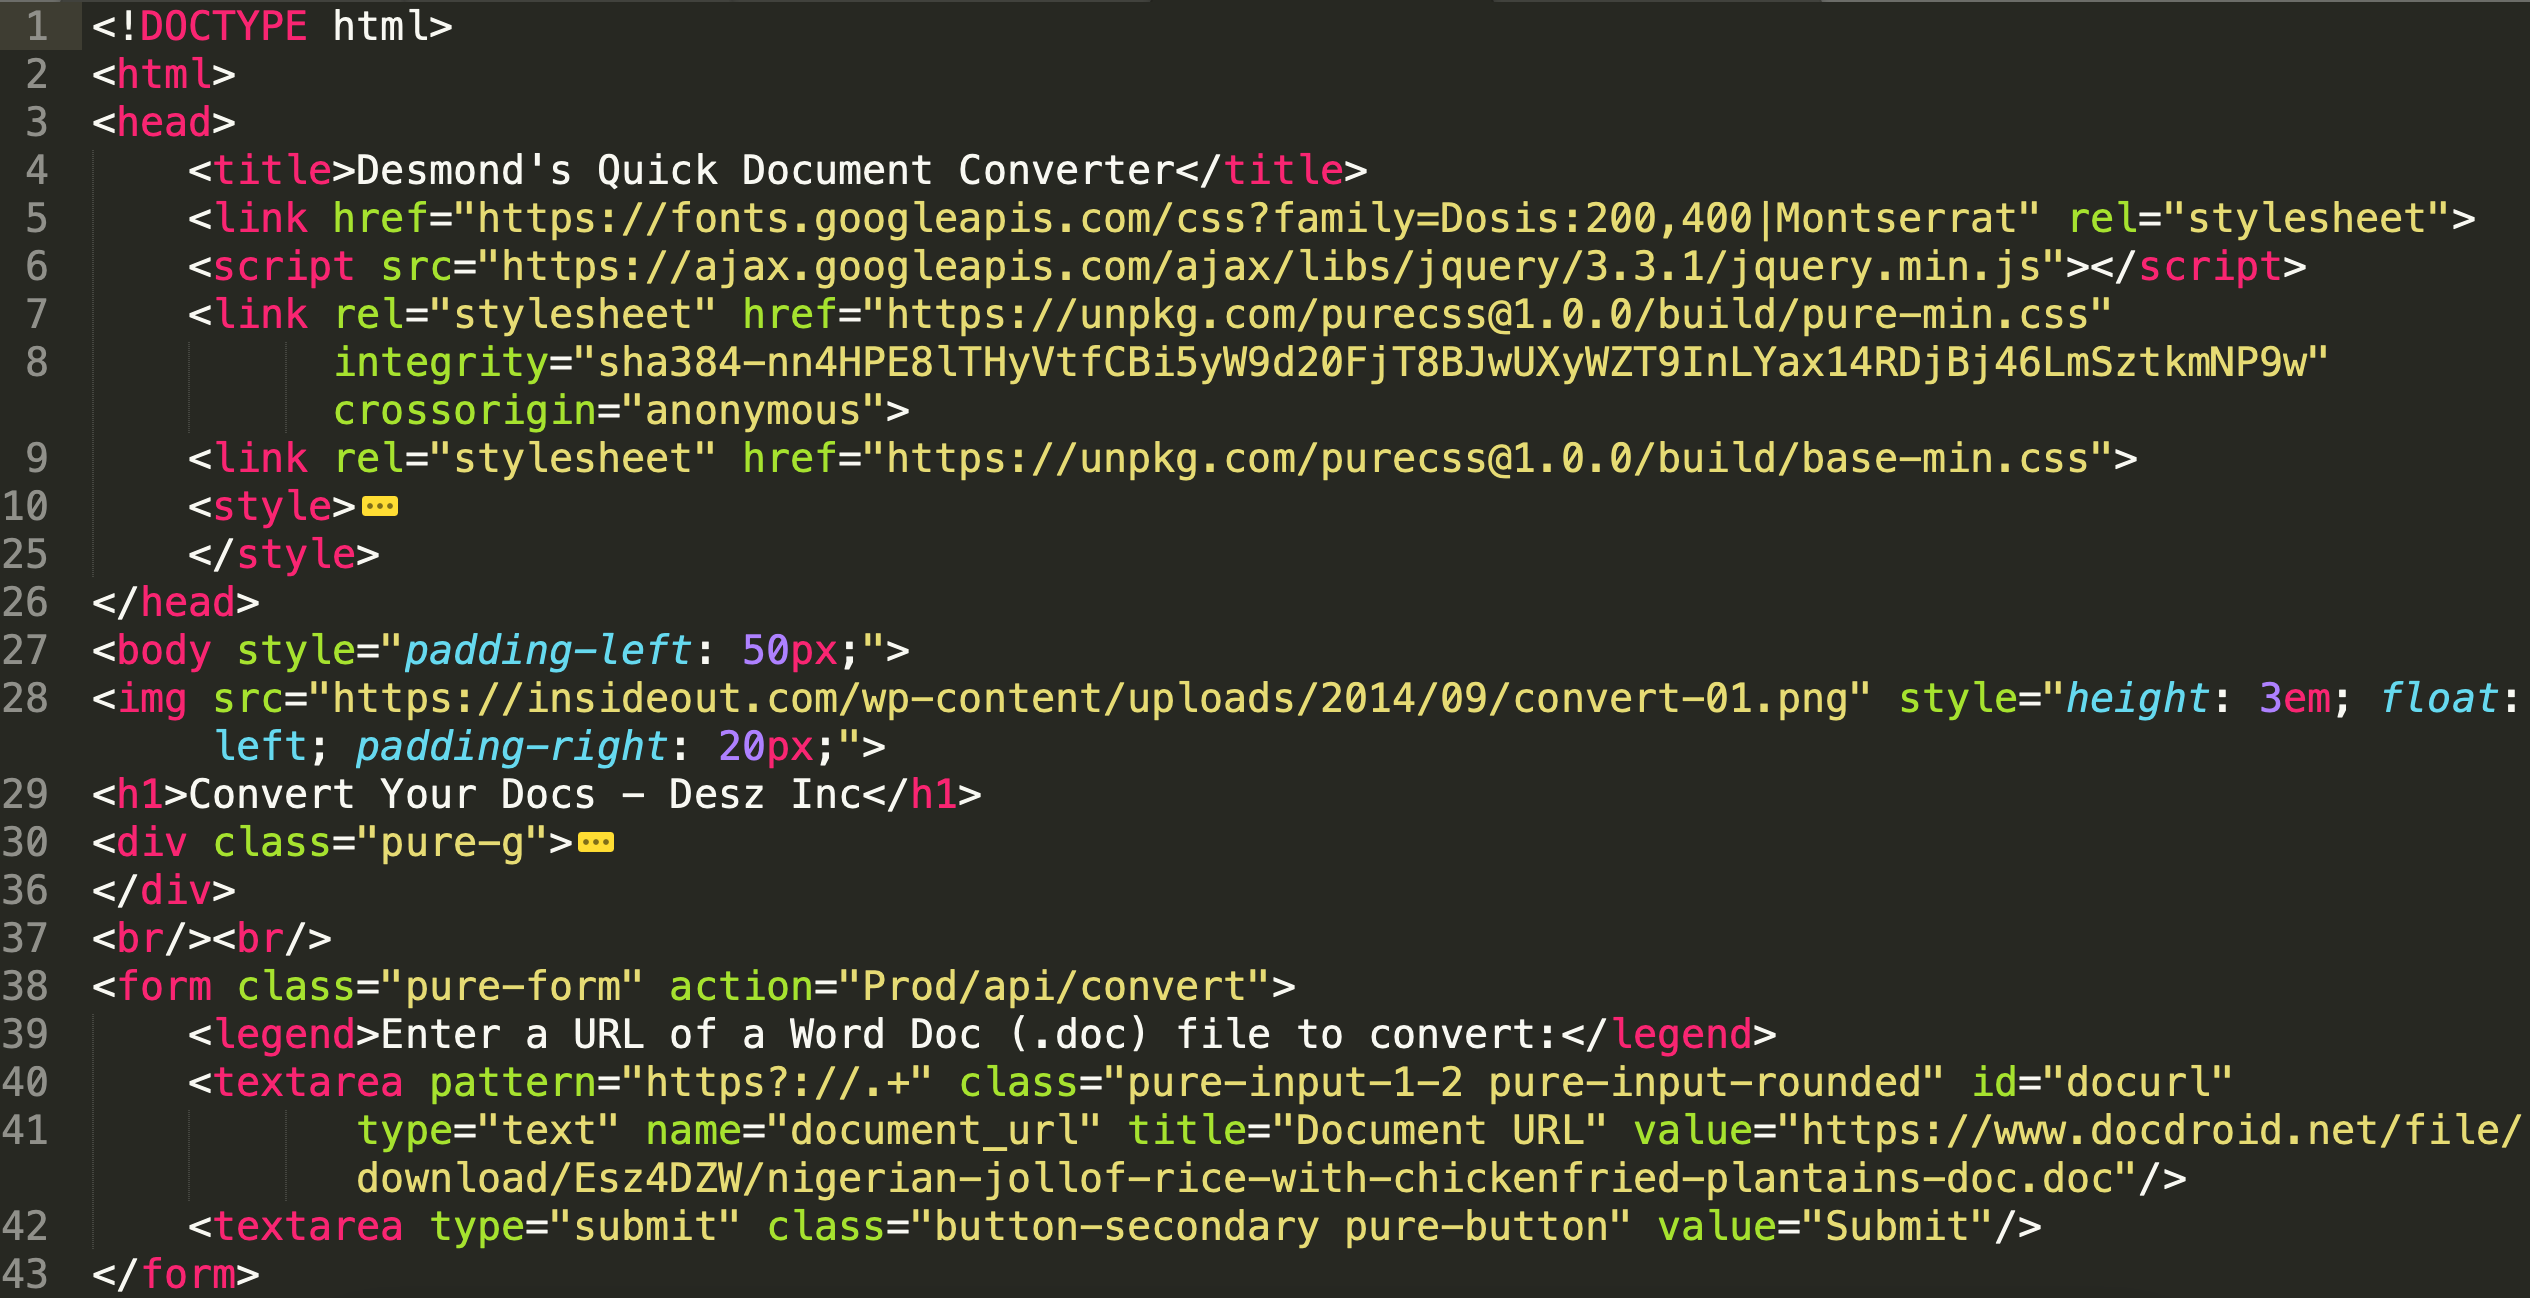 1 <!DOCTYPE html>
2 <html>
3 <head>
4 <title>Desmond's Quick Document Converter</title>
5 <link href="https://fonts.googleapis.com/css?family=Dosis:200,400|Montserrat" rel="stylesheet">
6 <script src="https://ajax.googleapis.com/ajax/libs/jquery/3.3.1/jquery.min.js"></script>
7 <link rel="stylesheet" href="https://unpkg.com/purecss@1.0.0/build/pure-min.css"
8 integrity="sha384-nn4HPE8lTHyVtfCBi5yW9d20FjT8BJwUXyWZT9InLYax14RDjBj46LmSztkmNP9w"
crossorigin="anonymous">
9 <link rel="stylesheet" href="https://unpkg.com/purecss@1.0.0/build/base-min.css">
10 <style>
25 </style>
26 </head>
27 <body style="padding-left: 50px;">
28 <img src="https://insideout.com/wp-content/uploads/2014/09/convert-01.png" style="height: 3em; float:
left; padding-right: 20px;">
29 <h1>Convert Your Docs - Desz Inc</h1>
30 <div class="pure-g">
36 </div>
37 <br/><br/>
38 <form class="pure-form" action="Prod/api/convert">
39 <legend>Enter a URL of a Word Doc (.doc) file to convert:</legend>
40 <textarea pattern="https?://.+" class="pure-input-1-2 pure-input-rounded" id="docurl"
41 type="text" name="document_url" title="Document URL" value="https://www.docdroid.net/file/
download/Esz4DZW/nigerian-jollof-rice-with-chickenfried-plantains-doc.doc"/>
42 <textarea type="submit" class="button-secondary pure-button" value="Submit"/>
43 </form>